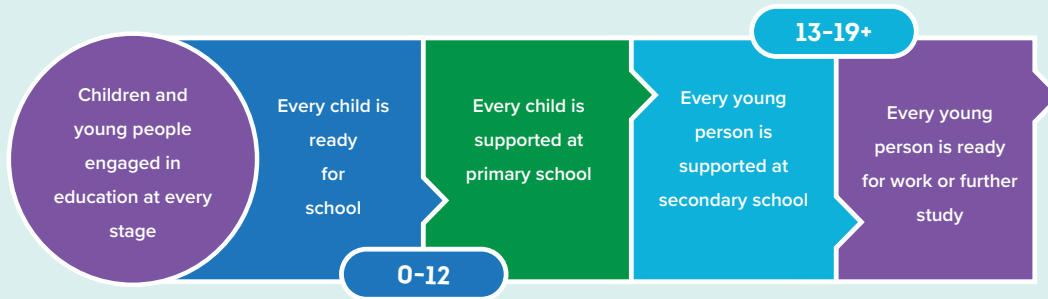 Children and
young people
engaged in
education at every
stage
Every child is
ready
for
school
0-12
Every child is
supported at
primary school
13-19+
Every young
person is
supported at
secondary school
Every young
person is ready
for work or further
study